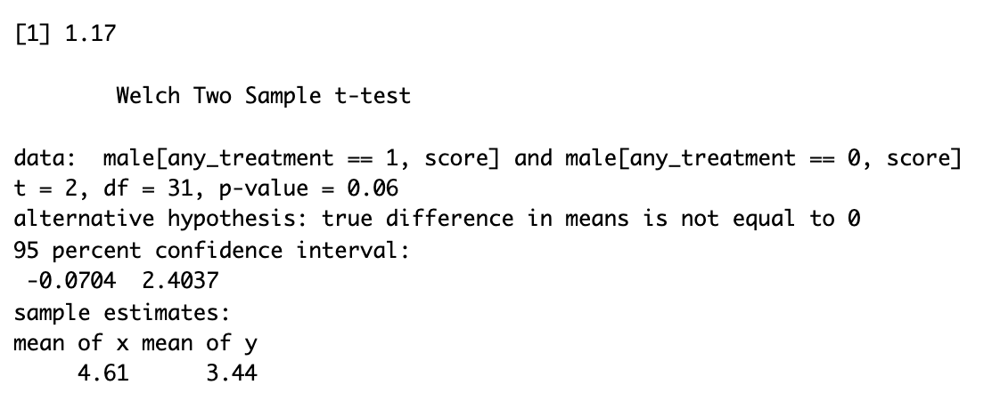 [1] 1.17
Welch Two Sample t-test
data:  male[any_treatment == 1, score] and male[any_treatment == 0, score]
t = 2, df = 31, p-value = 0.06
alternative hypothesis: true difference in means is not equal to 0
95 percent confidence interval:
 -0.0704  2.4037
sample estimates:
mean of x mean of y
     4.61      3.44